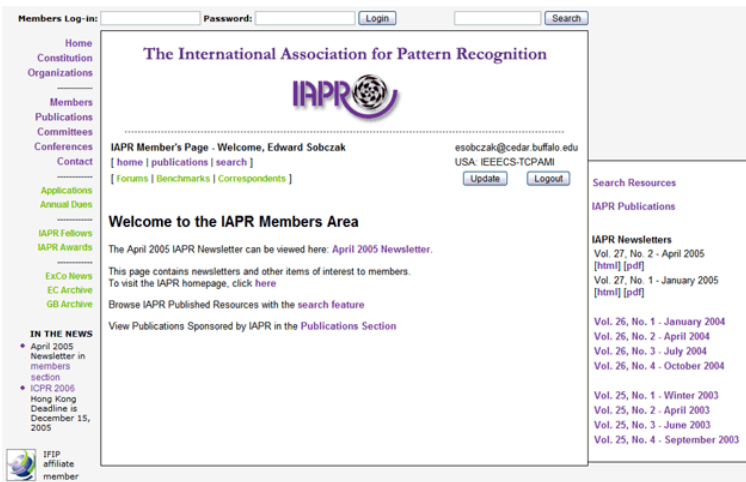 Members Log-in:
Password:
Login
Search
Home
Constitution
Organizations
------------
Members
Publications
Committees
Conferences
Contact
------------
Applications
Annual Dues
------------
IAPR Fellows
IAPR Awards
------------
ExCo News
EC Archive
GB Archive
IN THE NEWS
April 2005
Newsletter in
members
section
ICPR 2006
Hong Kong
Deadline is
December 15,
2005
IFIP
affiliate
member
The International Association for Pattern Recognition
IAPR
IAPR Member's Page - Welcome, Edward Sobczak
[ home | publications | search ]
[ Forums | Benchmarks | Correspondents ]
esobczak@cedar.buffalo.edu
USA: IEEECS-TCPAMI
Update
Logout
Welcome to the IAPR Members Area
The April 2005 IAPR Newsletter can be viewed here: April 2005 Newsletter.
This page contains newsletters and other items of interest to members.
To visit the IAPR homepage, click here
Browse IAPR Published Resources with the search feature
View Publications Sponsored by IAPR in the Publications Section
Search Resources
IAPR Publications
IAPR Newsletters
Vol. 27, No. 2 - April 2005
[html] [pdf]
Vol. 27, No. 1 - January 2005
[html] [pdf]
Vol. 26, No. 1 - January 2004
Vol. 26, No. 2 - April 2004
Vol. 26, No. 3 - July 2004
Vol. 26, No. 4 - October 2004
Vol. 25, No. 1 - Winter 2003
Vol. 25, No. 2 - April 2003
Vol. 25, No. 3 - June 2003
Vol. 25, No. 4 - September 2003